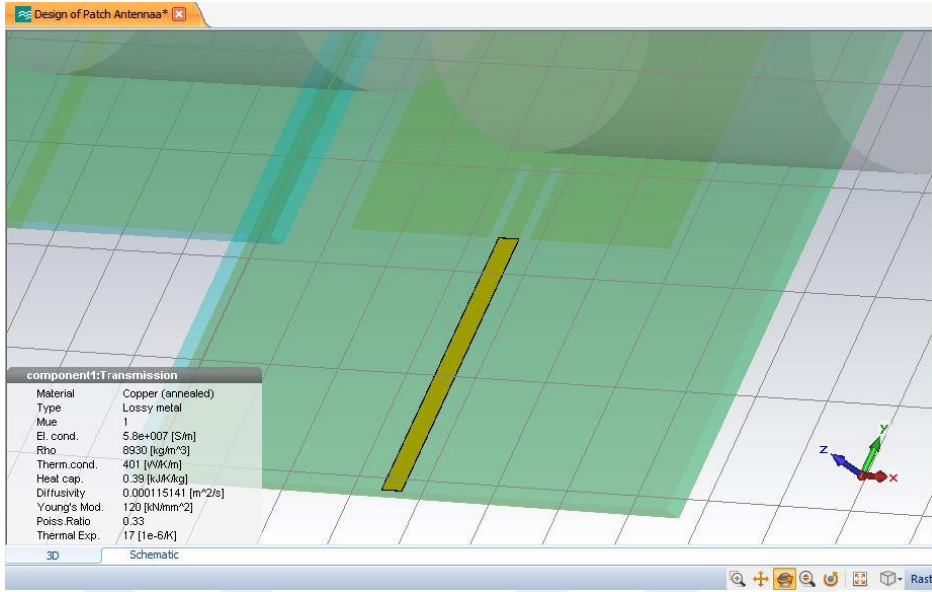 Design of Patch Antennaa*
component1:Transmission
Material Copper (annealed)
Type Lossy metal
Mue 1
El. cond. 5.8e+007 [S/m]
Rho 8930 [kg/m^3]
Therm.cond. 401 [W/K/m]
Heat cap. 0.39 [kJ/K/kg]
Diffusivity 0.000115141 [m^2/s]
Young's Mod. 120 [kN/mm^2]
Poiss.Ratio 0.33
Thermal Exp. 17 [1e-6/K]
z y x
3D Schematic
Rast